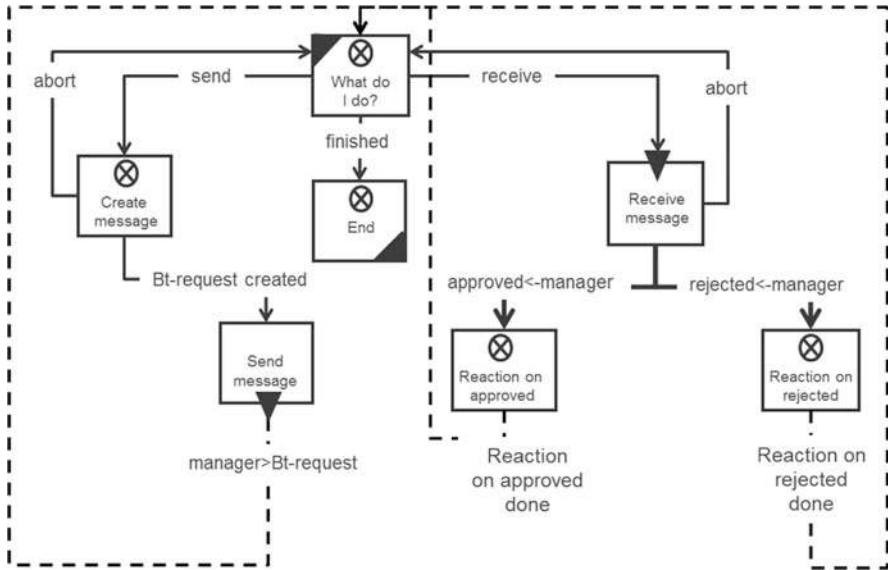 abort
send
What do
I do?
receive
abort
finished
Create
message
End
Receive
message
Bt-request created
approved<-manager
rejected<-manager
Send
message
Reaction on
approved
Reaction on
rejected
manager>Bt-request
Reaction
on approved
done
Reaction on
rejected
done